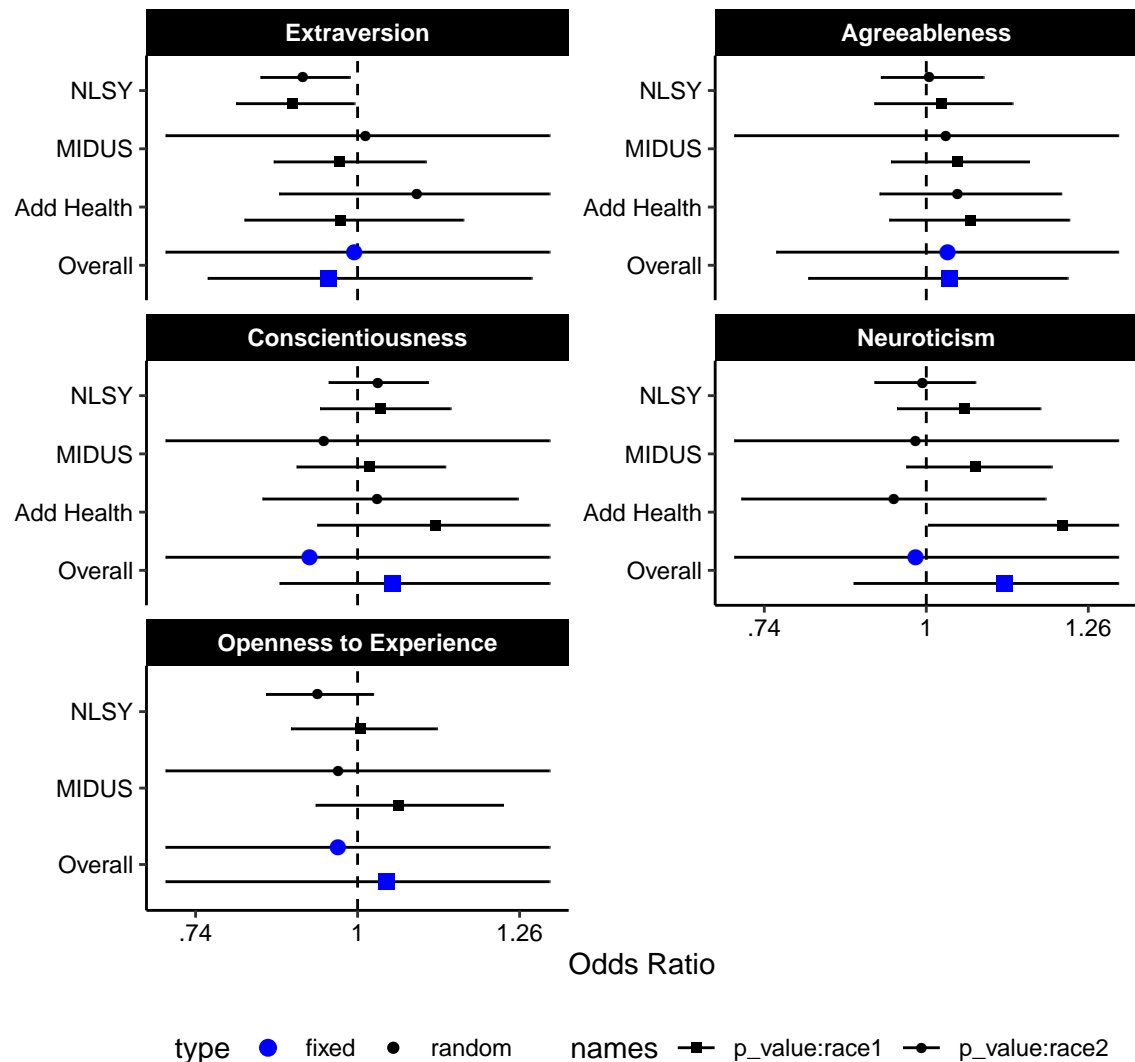 Extraversion
Agreeableness
NLSY
MIDUS
Add Health
Overall
NLSY
MIDUS
Add Health
Overall
Conscientiousness
Neuroticism
NLSY
MIDUS
Add Health
Overall
NLSY
MIDUS
Add Health
Overall
.74 1 1.26
Openness to Experience
NLSY
MIDUS
Overall
.74 1 1.26
Odds Ratio
type fixed random names p_value:race1 p_value:race2